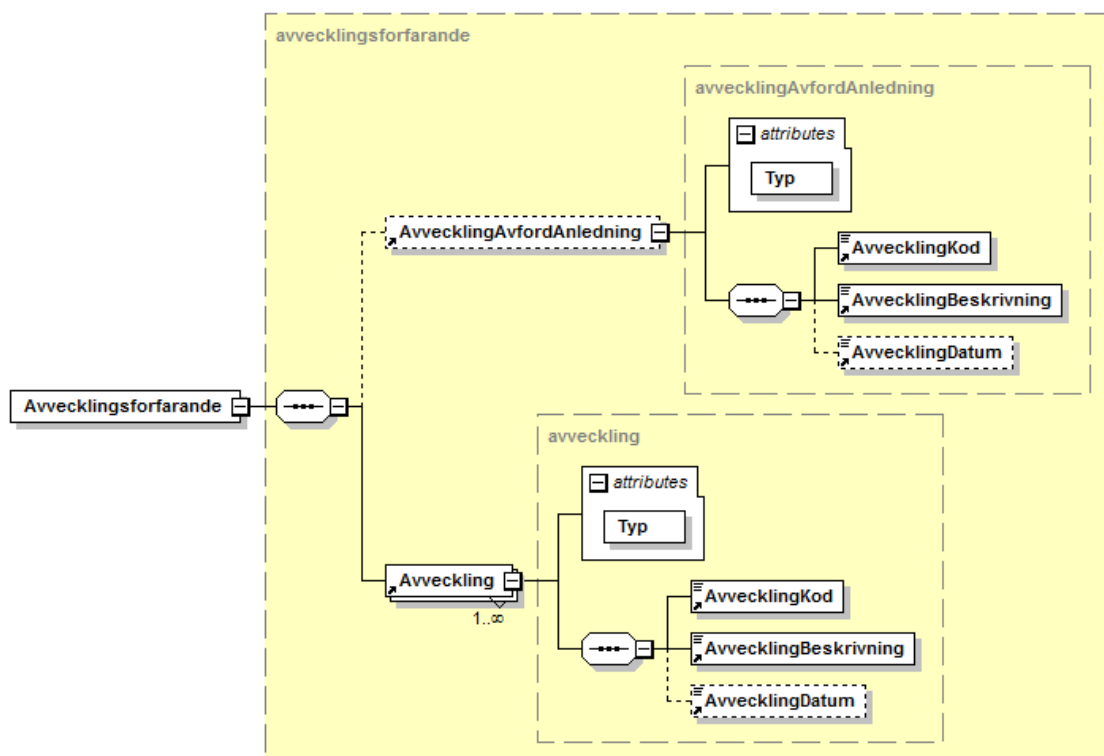 avvecklingsforfarande
avvecklingAvfordAnledning
attributes
Typ
AvvecklingAvfordAnledning
AvvecklingKod
AvvecklingBeskrivning
AvvecklingDatum
Avvecklingsforfarande
avveckling
attributes
Typ
Avveckling
1..∞
AvvecklingKod
AvvecklingBeskrivning
AvvecklingDatum